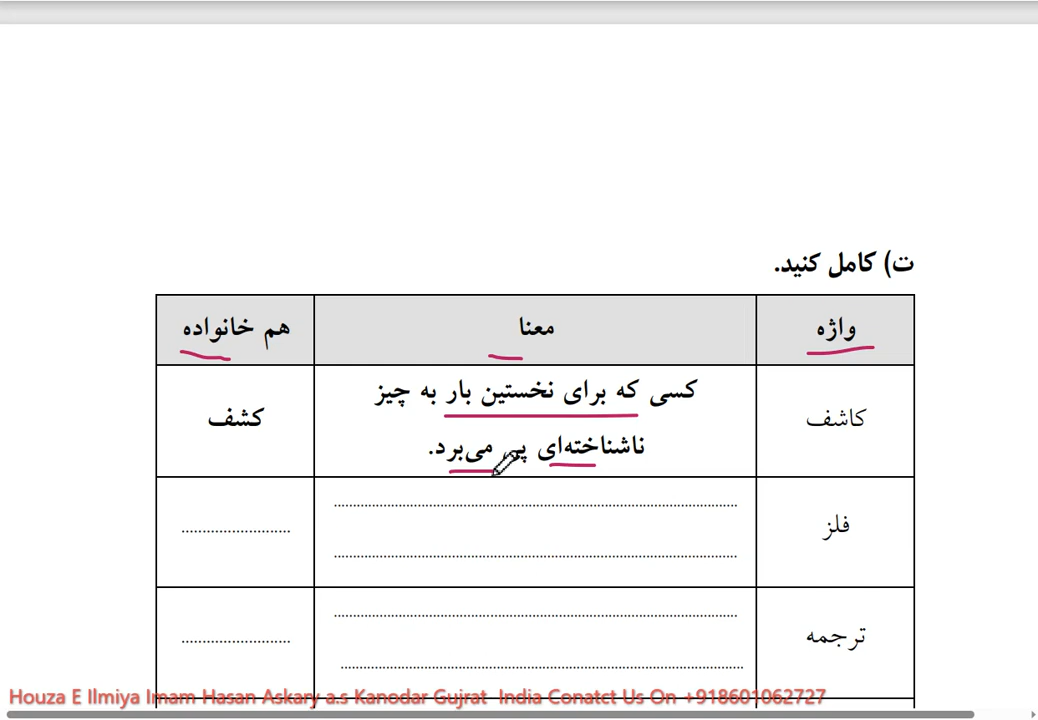 ت) کامل کنید.
واژه معنا هم خانواده
کاشف کسی که برای نخستین بار به چیز ناشناخته‌ای پی می‌برد. کشف
فلز
ترجمه
Houza E Ilmiya Imam Hasan Askary a.s Kanodar Gujrat India Conatct Us On +918601062727